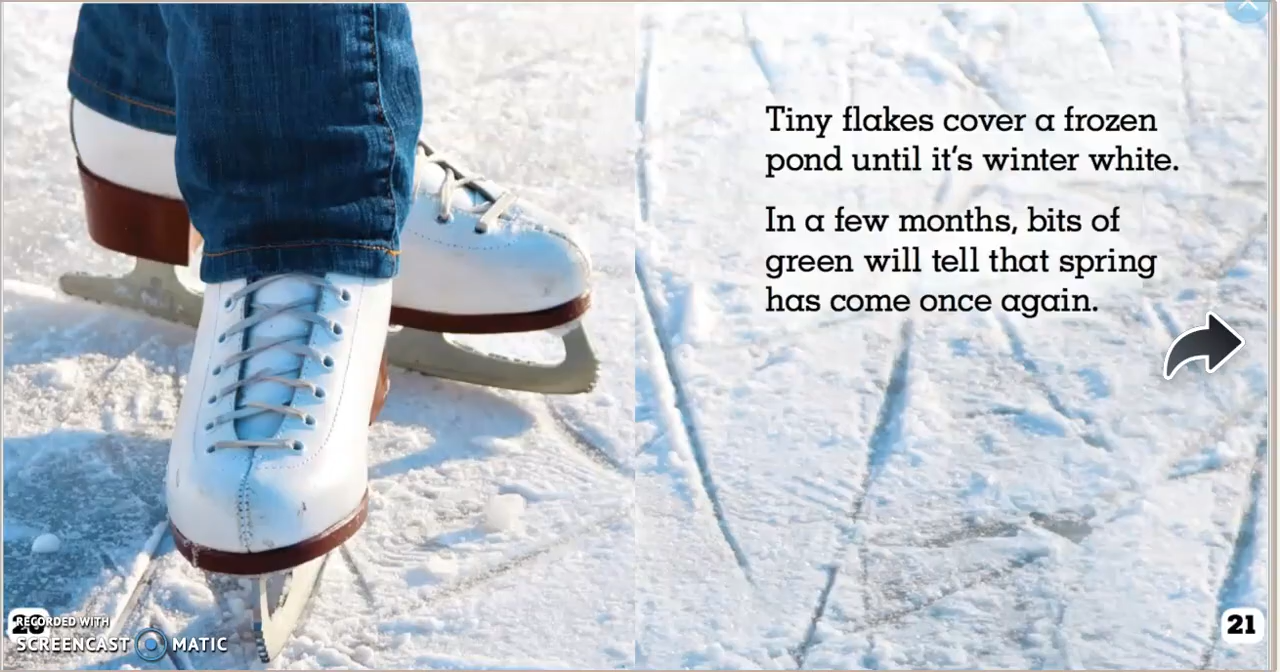 Tiny flakes cover a frozen
pond until it's winter white.
In a few months, bits of
green will tell that spring
has come once again.
20
RECORDED WITH
SCREENCAST MATIC
21